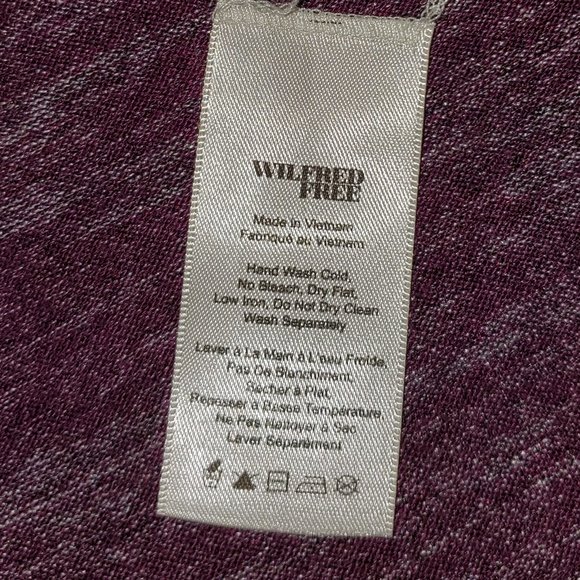 WILFRED
FREE
Made in Vietnam
Fabriqué au Vietnam
Hand Wash Cold,
No Bleach, Dry Flat,
Low Iron, Do Not Dry Clean
Wash Separately
Laver à La Main à L'eau Froide,
Pas De Blanchiment,
Sécher à Plat,
Repasser à Basse Température,
Ne Pas Nettoyer à Sec
Laver Séparément